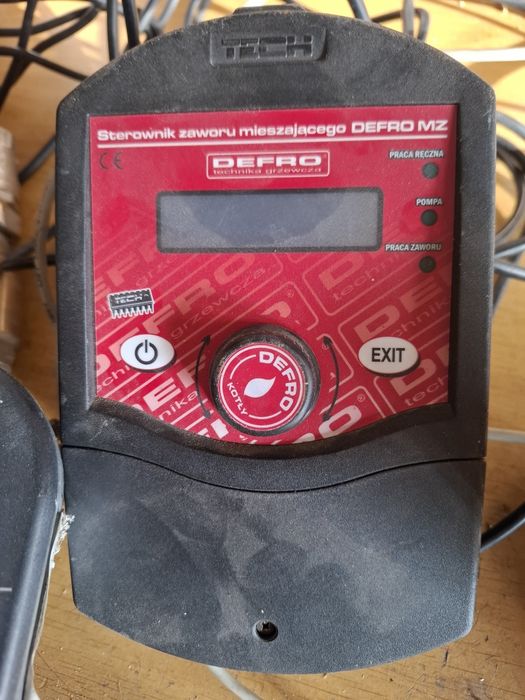 TECH
Sterownik zaworu mieszającego DEFRO MZ
CE
DEFRO
technika grzewcza
PRACA RĘCZNA
POMPA
PRACA ZAWORU
TECH
EXIT
DEFRO
KOTŁY